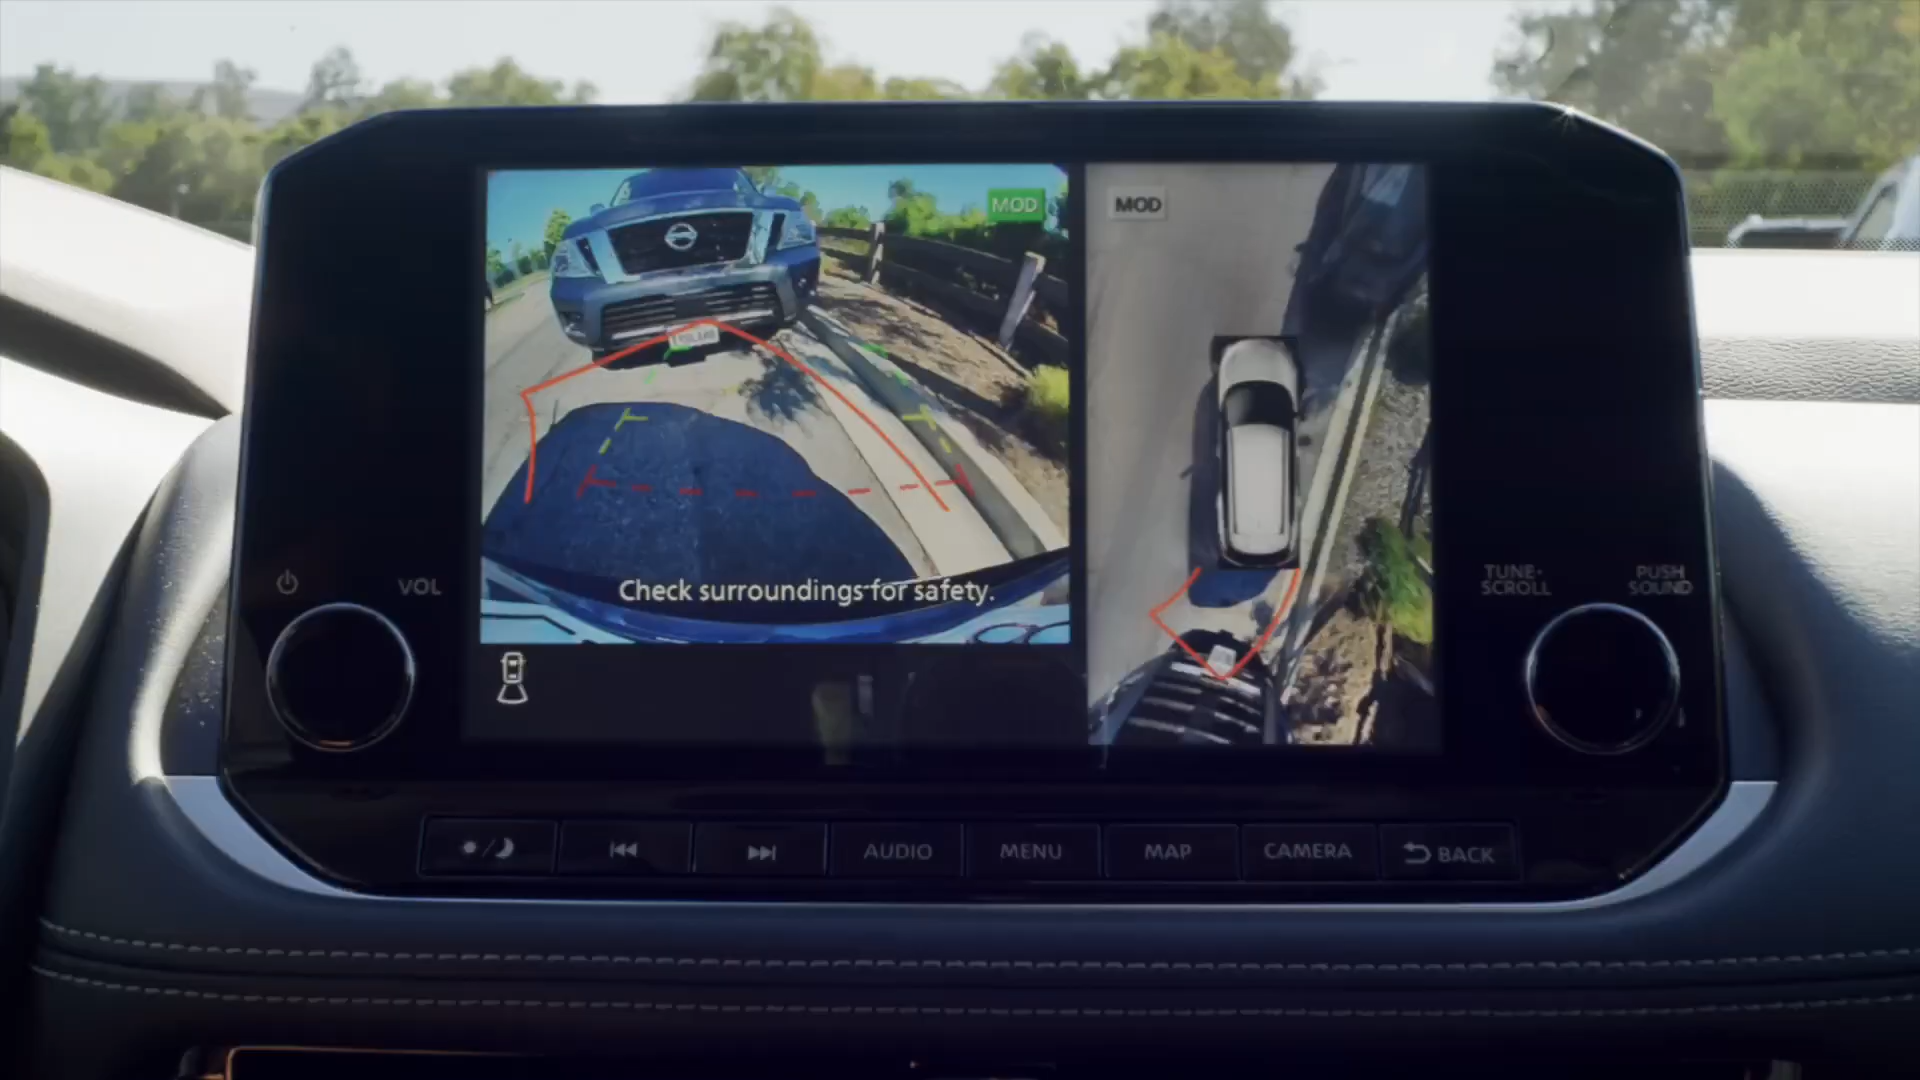 MOD
MOD
Check surroundings for safety.
VOL
TUNE·
SCROLL
PUSH
SOUND
AUDIO
MENU
MAP
CAMERA
BACK